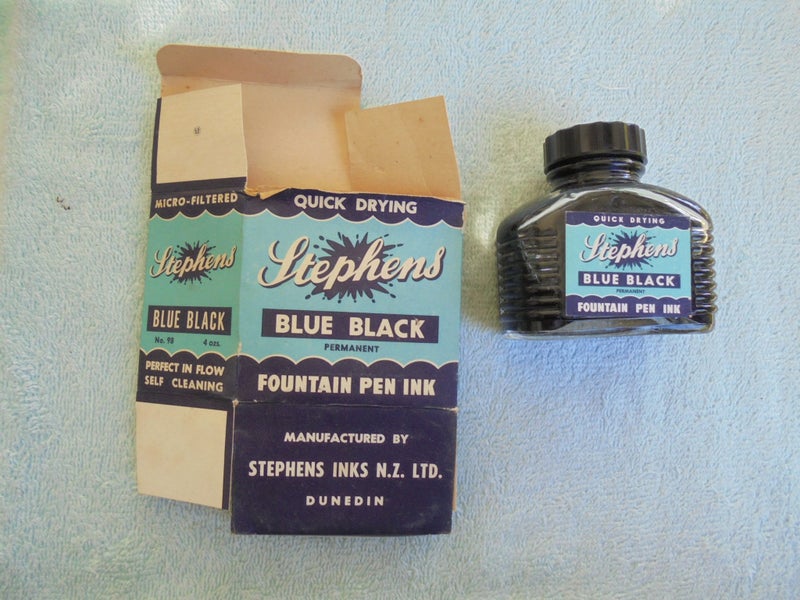 MICRO-FILTERED
Stephens
BLUE BLACK
No. 98 4 ozs.
PERFECT IN FLOW
SELF CLEANING
QUICK DRYING
Stephens
BLUE BLACK
PERMANENT
FOUNTAIN PEN INK
MANUFACTURED BY
STEPHENS INKS N.Z. LTD.
DUNEDIN
QUICK DRYING
Stephens
BLUE BLACK
PERMANENT
FOUNTAIN PEN INK